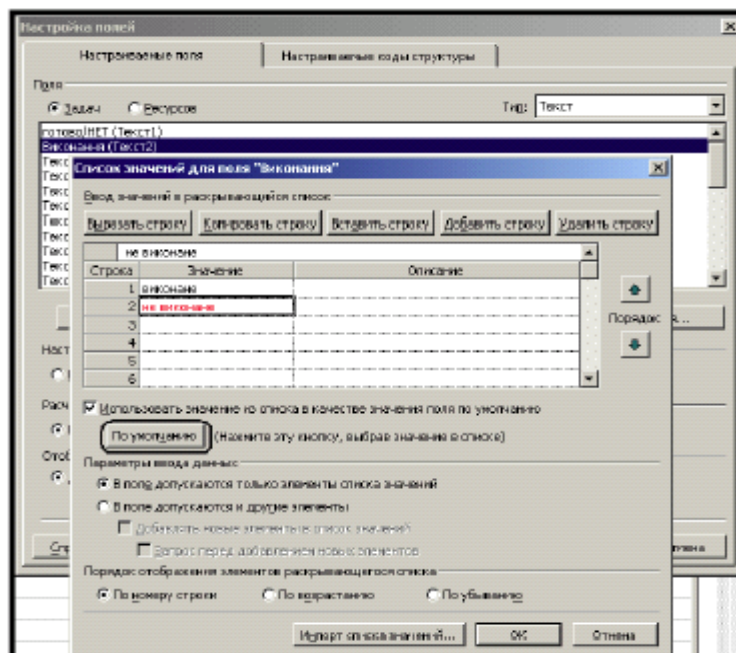 Настройка полей
Настраиваемые поля Настраиваемые коды структуры
Поля
Задач Ресурсов Тип: Текст
готово/НЕТ (Текст1)
Виконання (Текст2)
Список значений для поля "Виконання"
Ввод значений в раскрывающийся список
Вырезать строку Копировать строку Вставить строку Добавить строку Удалить строку
не виконане
Строка Значение Описание
1 виконане
2 не виконане
3
4
5
6
Порядок
Использовать значение из списка в качестве значения поля по умолчанию
По умолчанию (Нажмите эту кнопку, выбрав значение в списке)
Параметры ввода данных:
В поле допускаются только элементы списка значений
В поле допускаются и другие элементы
Добавлять новые элементы в список значений
Запрос перед добавлением новых элементов
Порядок отображения элементов раскрывающегося списка
По номеру строки По возрастанию По убыванию
Импорт списка значений... ОК Отмена